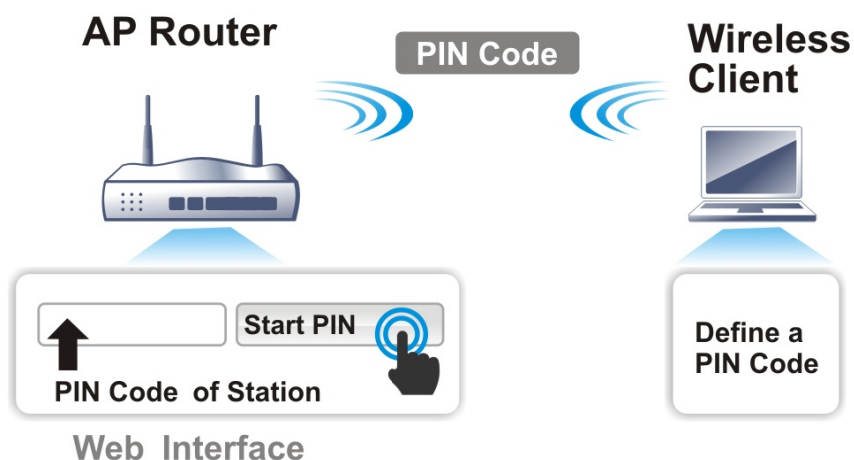 AP Router
PIN Code
Wireless
Client
Start PIN
PIN Code of Station
Define a
PIN Code
Web Interface